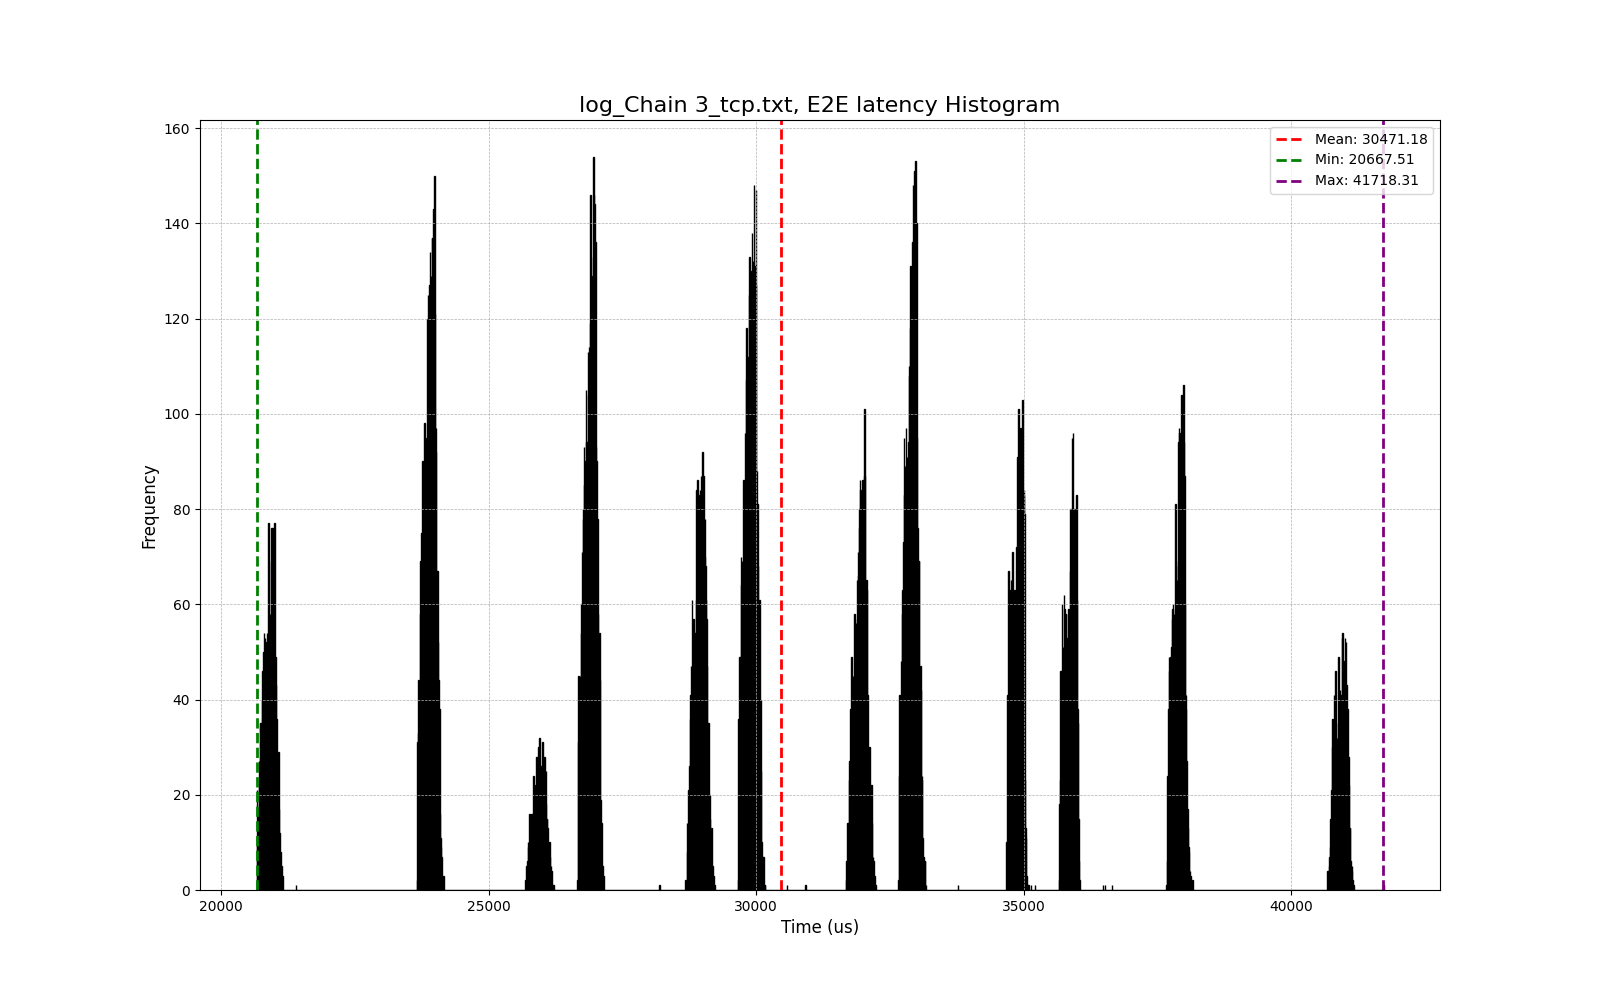 log_Chain 3_tcp.txt, E2E latency Histogram
Mean: 30471.18
Min: 20667.51
Max: 41718.31
Frequency
160
140
120
100
80
60
40
20
0
20000 25000 30000 35000 40000
Time (us)